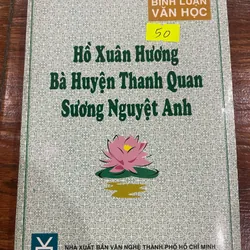 BÌNH LUẬN
VĂN HỌC
50
Hồ Xuân Hương
Bà Huyện Thanh Quan
Sương Nguyệt Anh
NHÀ XUẤT BẢN VĂN NGHỆ THÀNH PHỐ HỒ CHÍ MINH